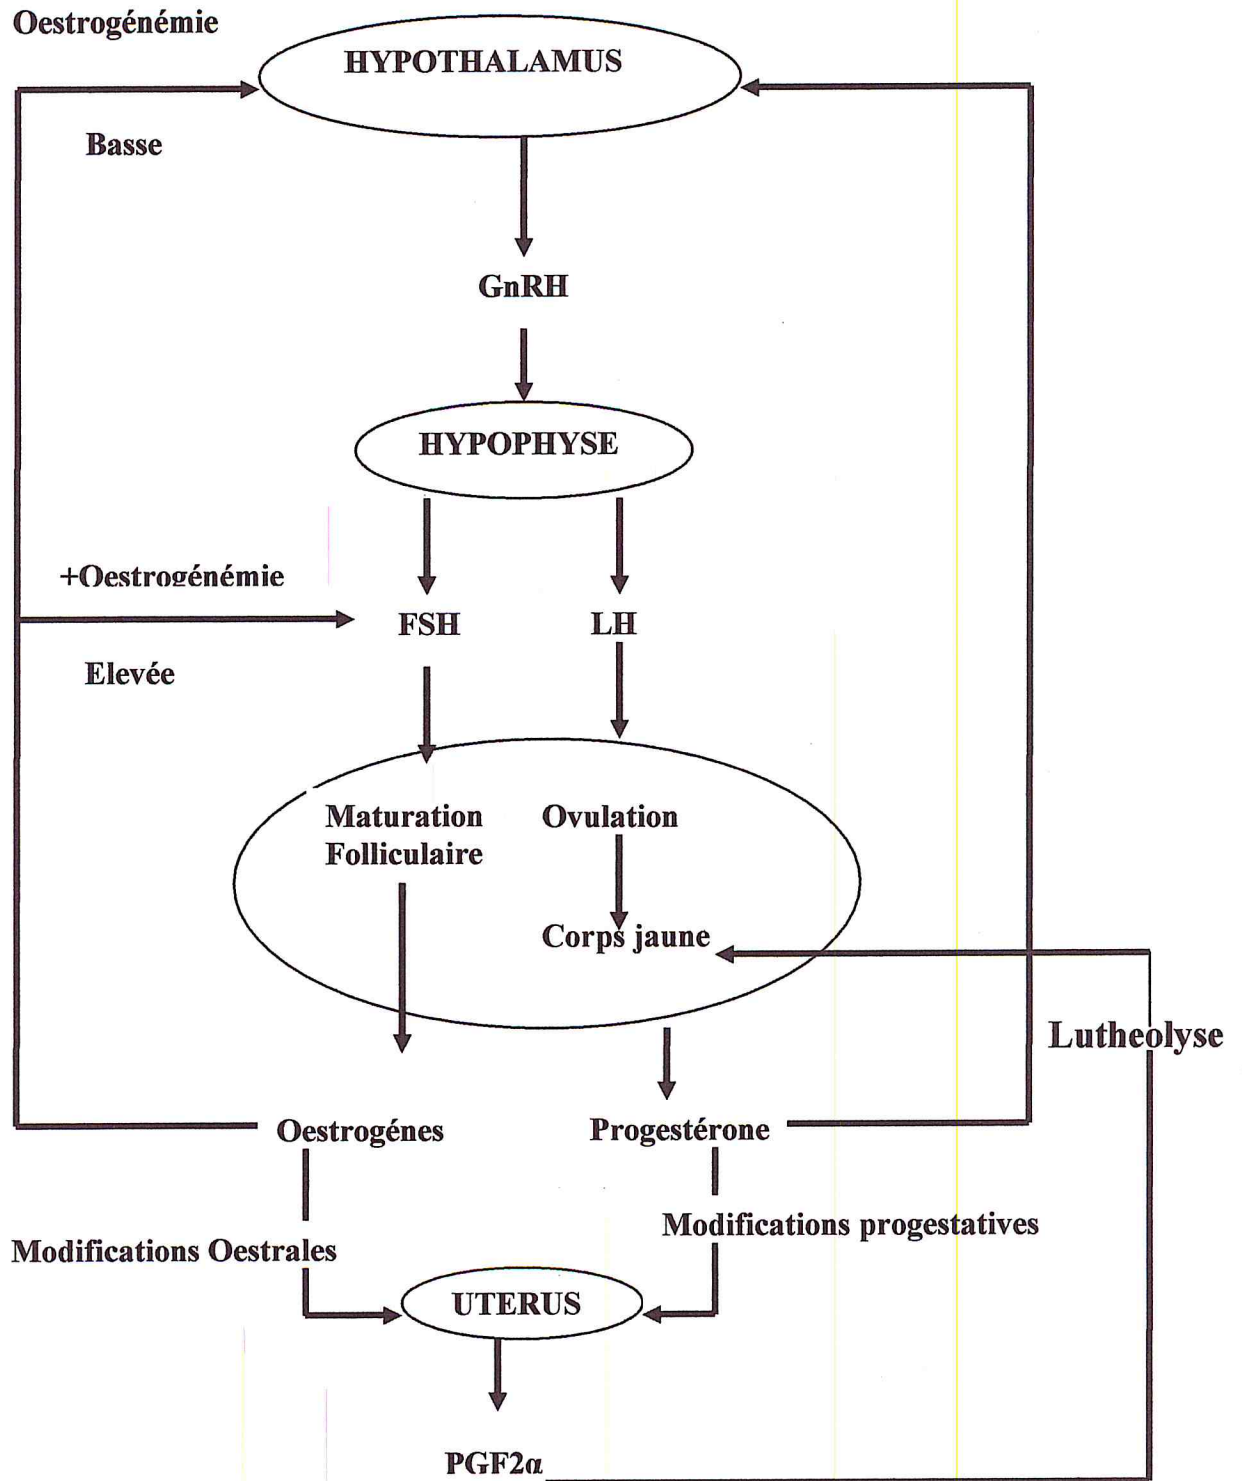 Oestrogénémie
HYPOTHALAMUS
Basse
GnRH
HYPOPHYSE
+Oestrogénémie
FSH
LH
Elevée
Maturation
Folliculaire
Ovulation
Corps jaune
Lutheolyse
Oestrogénes
Progestérone
Modifications progestatives
Modifications Oestrales
UTERUS
PGF2α